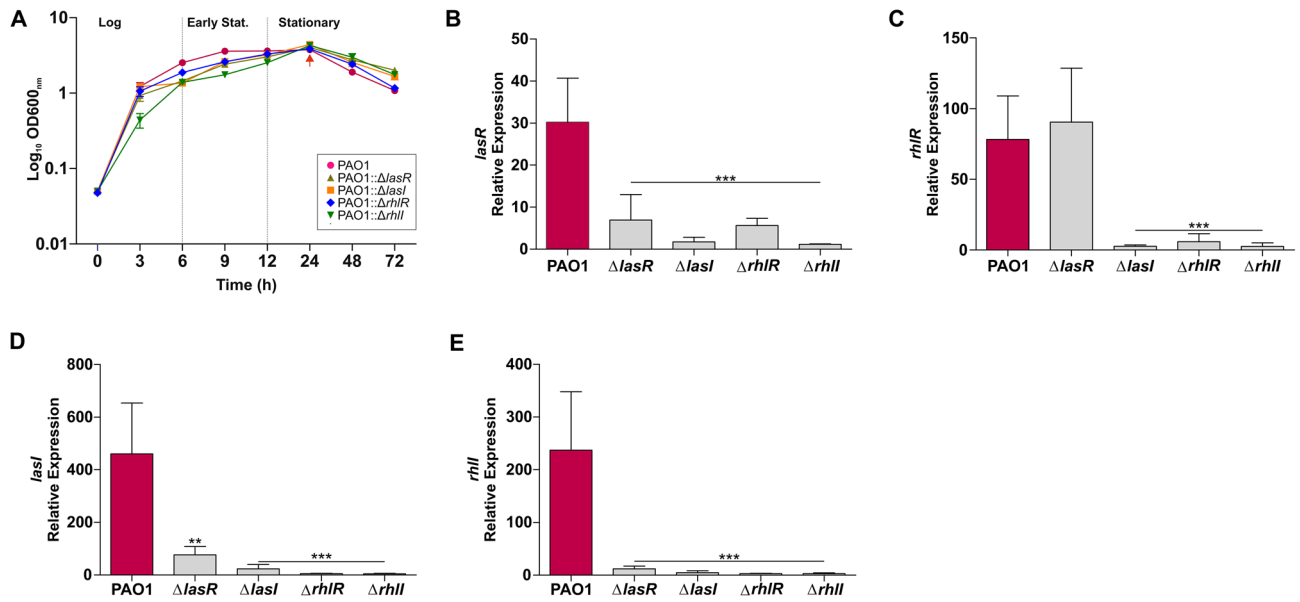 A
Log
Early Stat.
Stationary
10
1
0.1
0.01
Log₁₀ OD600nm
PAO1
PAO1::ΔlasR
PAO1::ΔlasI
PAO1::ΔrhlR
PAO1::ΔrhlI
0 3 6 9 12 24 48 72
Time (h)
B
lasR
Relative Expression
50
40
30
20
10
0
***
PAO1 ΔlasR ΔlasI ΔrhlR ΔrhlI
C
rhlR
Relative Expression
150
100
50
0
***
PAO1 ΔlasR ΔlasI ΔrhlR ΔrhlI
D
lasI
Relative Expression
800
600
400
200
0
**
***
PAO1 ΔlasR ΔlasI ΔrhlR ΔrhlI
E
rhlI
Relative Expression
400
300
200
100
0
***
PAO1 ΔlasR ΔlasI ΔrhlR ΔrhlI